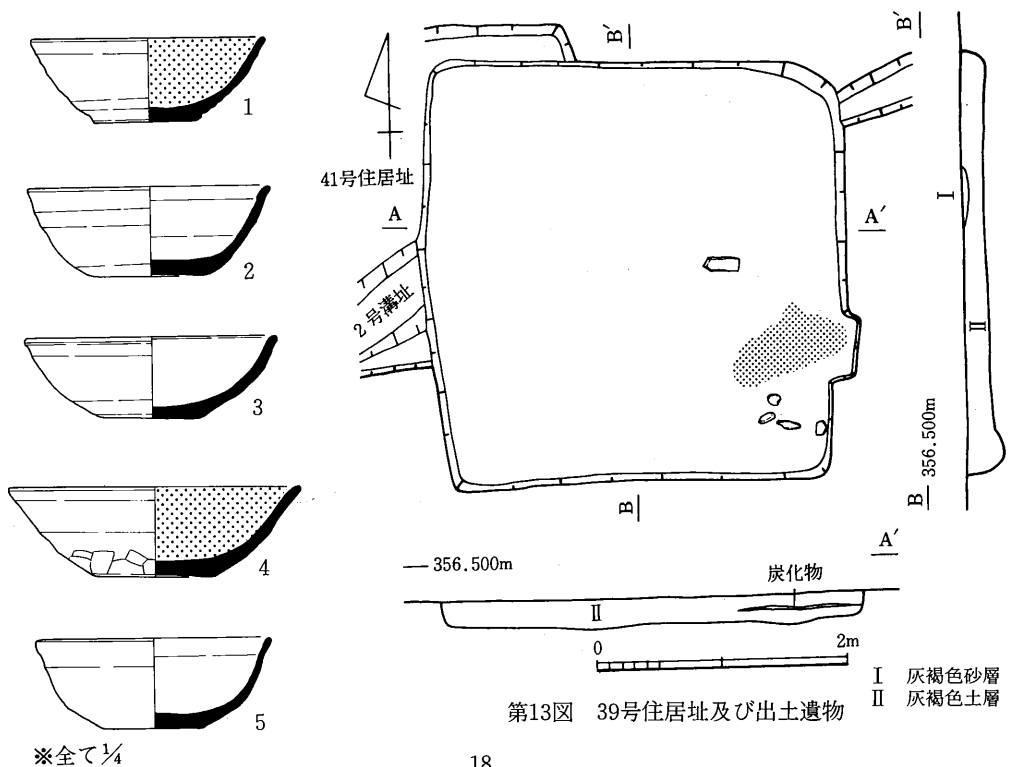 1
2
3
4
5
※全て1/4
41号住居址
2号溝址
A
A′
B′
B
B′
Ⅰ
Ⅱ
B
356.500m
A′
356.500m
炭化物
Ⅱ
0
2m
Ⅰ 灰褐色砂層
Ⅱ 灰褐色土層
第13図 39号住居址及び出土遺物
18